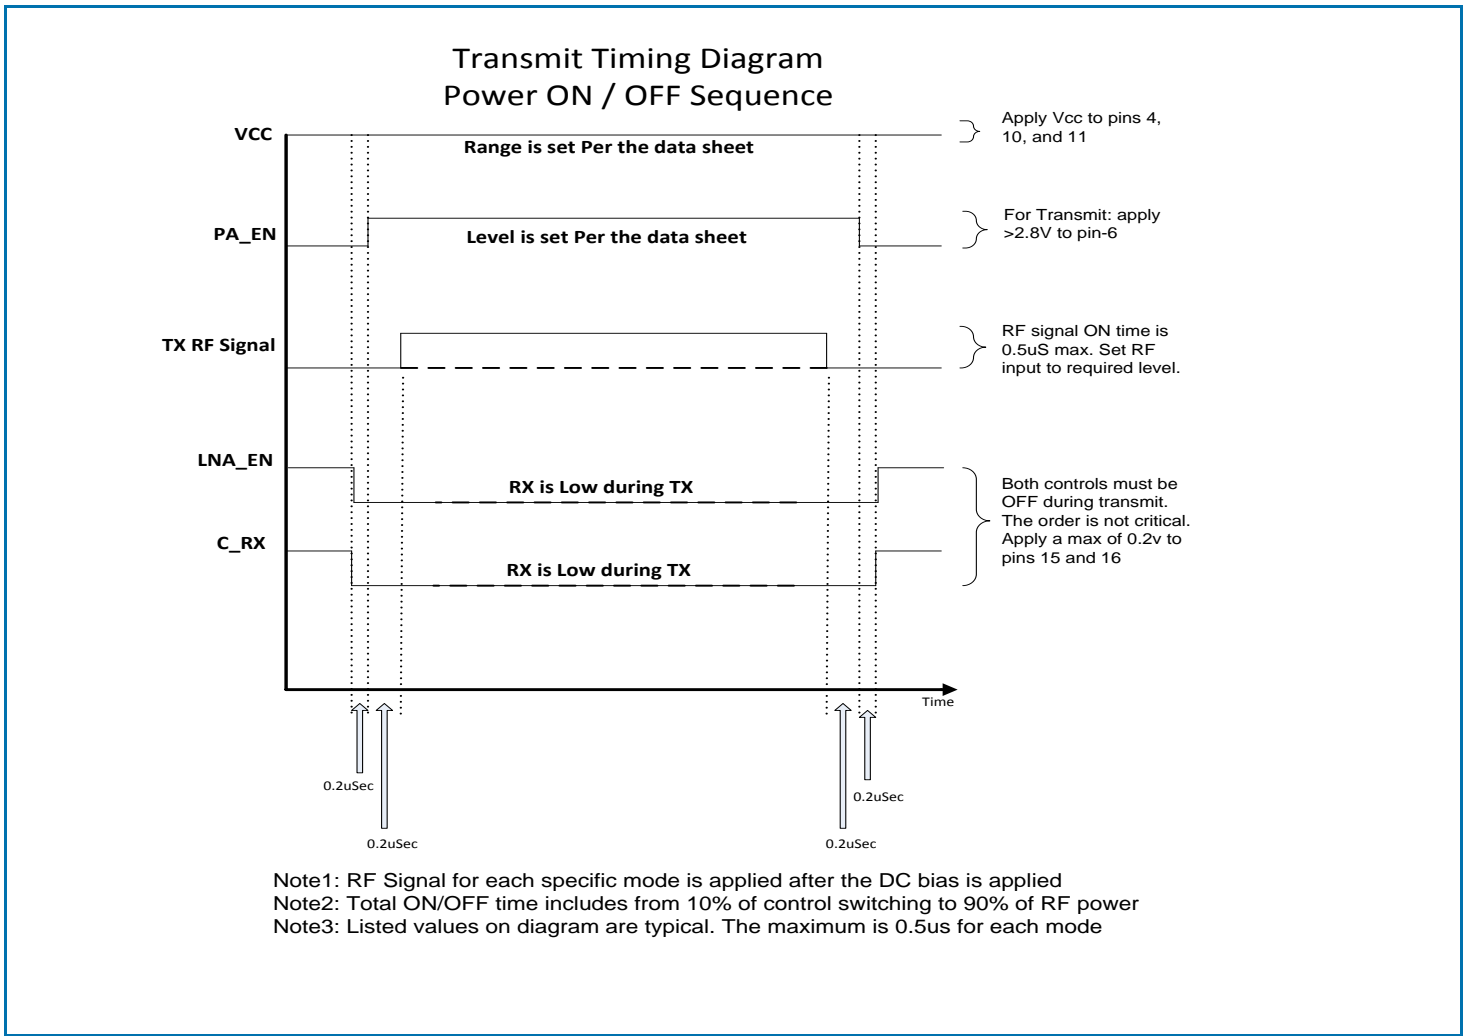 Transmit Timing Diagram
Power ON / OFF Sequence
VCC
Range is set Per the data sheet
Apply Vcc to pins 4,
10, and 11
PA_EN
Level is set Per the data sheet
For Transmit: apply
>2.8V to pin-6
TX RF Signal
RF signal ON time is
0.5uS max. Set RF
input to required level.
LNA_EN
RX is Low during TX
C_RX
RX is Low during TX
Both controls must be
OFF during transmit.
The order is not critical.
Apply a max of 0.2v to
pins 15 and 16
Time
0.2uSec
0.2uSec
0.2uSec
0.2uSec
Note1: RF Signal for each specific mode is applied after the DC bias is applied
Note2: Total ON/OFF time includes from 10% of control switching to 90% of RF power
Note3: Listed values on diagram are typical. The maximum is 0.5us for each mode